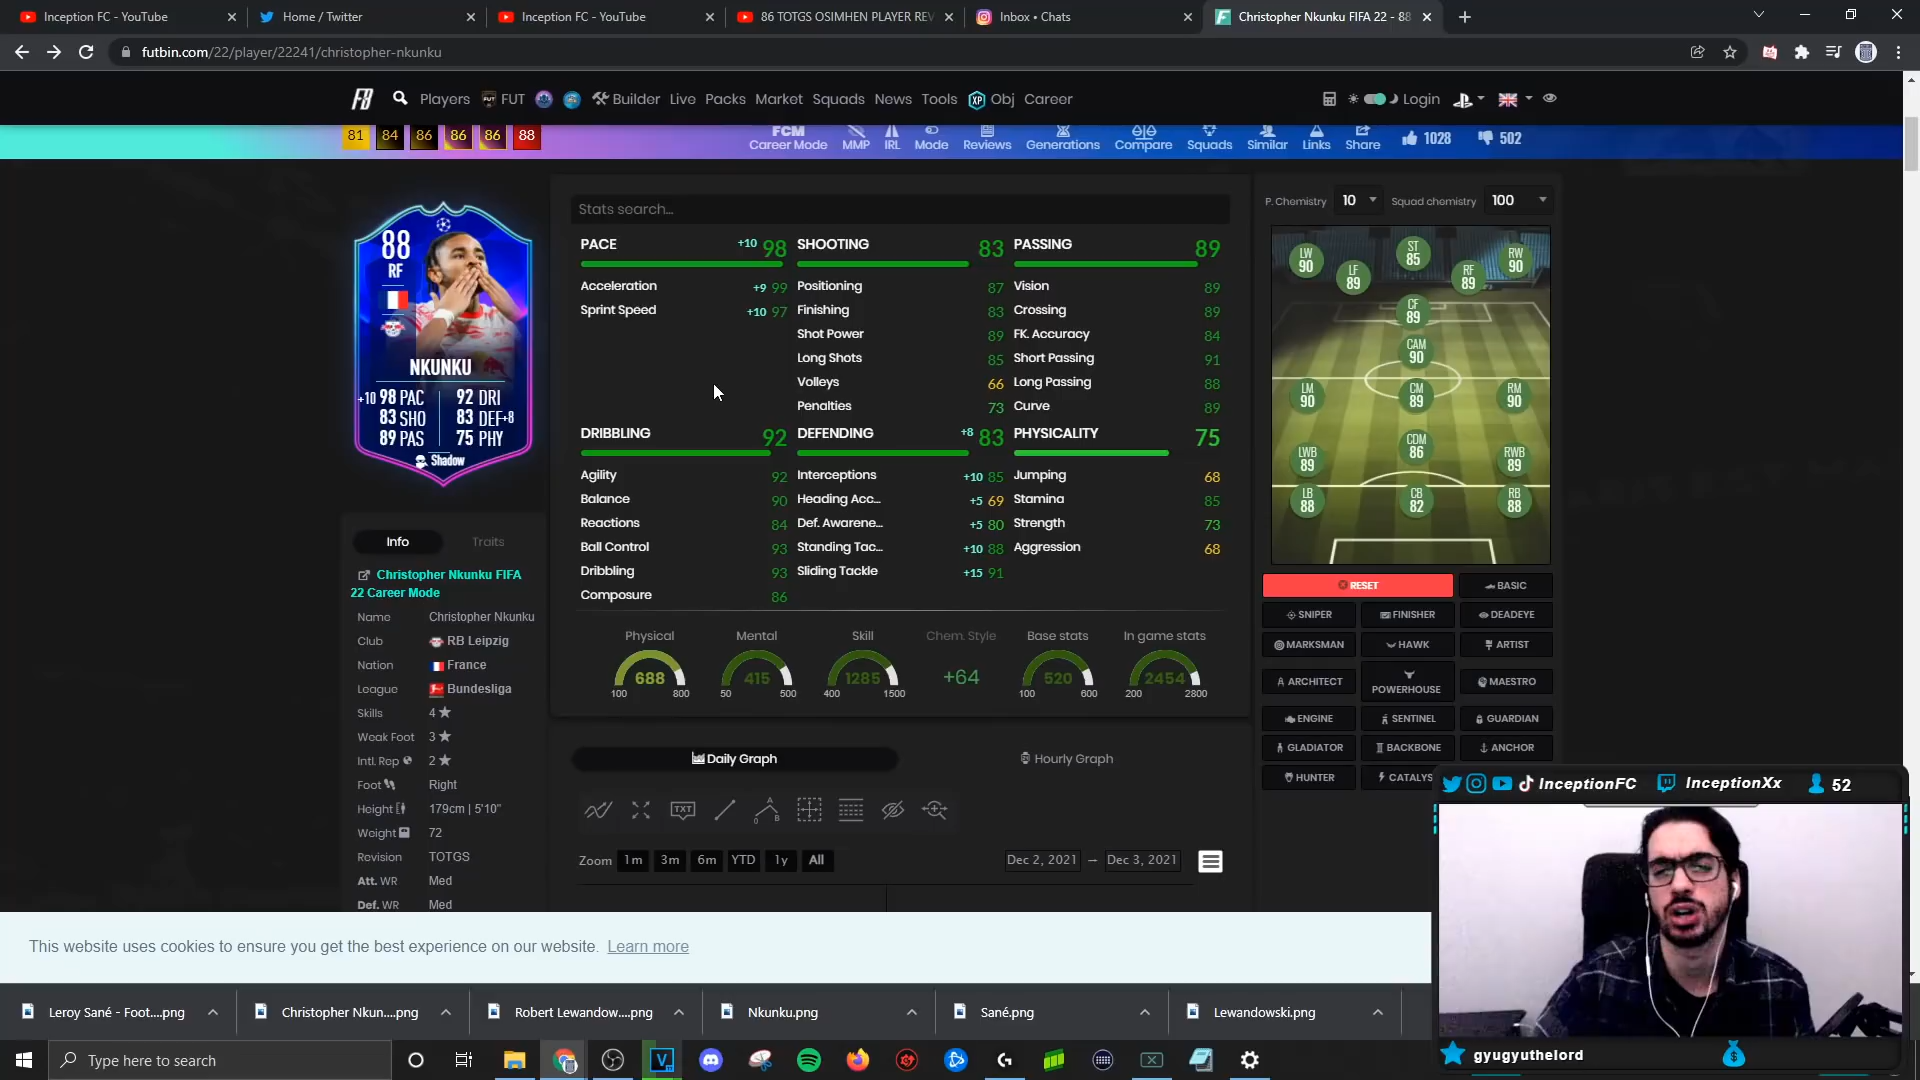 Inception FC - YouTube
Home / Twitter
Inception FC - YouTube
86 TOTGS OSIMHEN PLAYER REV
Inbox • Chats
Christopher Nkunku FIFA 22 - 88
futbin.com/22/player/22241/christopher-nkunku
Players FUT Builder Live Packs Market Squads News Tools XP Obj Career Login
81 84 86 86 86 88
FCM
Career Mode MMP IRL Mode Reviews Generations Compare Squads Similar Links Share 1028 502
Stats search...
P. Chemistry 10 Squad chemistry 100
88
RF
NKUNKU
+10 98 PAC 92 DRI
83 SHO 83 DEF+8
89 PAS 75 PHY
Shadow
PACE +10 98
Acceleration +9 99
Sprint Speed +10 97
SHOOTING 83
Positioning 87
Finishing 83
Shot Power 89
Long Shots 85
Volleys 66
Penalties 73
PASSING 89
Vision 89
Crossing 89
FK. Accuracy 84
Short Passing 91
Long Passing 88
Curve 89
DRIBBLING 92
Agility 92
Balance 90
Reactions 84
Ball Control 93
Dribbling 93
Composure 86
DEFENDING +8 83
Interceptions +10 85
Heading Acc... +5 69
Def. Awarene... +5 80
Standing Tac... +10 88
Sliding Tackle +15 91
PHYSICALITY 75
Jumping 68
Stamina 85
Strength 73
Aggression 68
Physical Mental Skill Chem. Style Base stats In game stats
688 415 1285 +64 520 2454
100 800 50 500 400 1500 100 600 200 2800
LW 90
ST 85
RW 90
LF 89
RF 89
CF 89
CAM 90
LM 90
CM 89
RM 90
CDM 86
LWB 89
RWB 89
LB 88
CB 82
RB 88
RESET BASIC
SNIPER FINISHER DEADEYE
MARKSMAN HAWK ARTIST
ARCHITECT POWERHOUSE MAESTRO
ENGINE SENTINEL GUARDIAN
GLADIATOR BACKBONE ANCHOR
HUNTER CATALYS
Info Traits
Christopher Nkunku FIFA
22 Career Mode
Name Christopher Nkunku
Club RB Leipzig
Nation France
League Bundesliga
Skills 4
Weak Foot 3
Intl. Rep 2
Foot Right
Height 179cm | 5'10"
Weight 72
Revision TOTGS
Att. WR Med
Def. WR Med
Daily Graph Hourly Graph
TXT
Zoom 1m 3m 6m YTD 1y All Dec 2, 2021 → Dec 3, 2021
InceptionFC InceptionXx 52
gyugyuthelord
This website uses cookies to ensure you get the best experience on our website. Learn more
Leroy Sané - Foot....png
Christopher Nkun....png
Robert Lewandow....png
Nkunku.png
Sané.png
Lewandowski.png
Type here to search